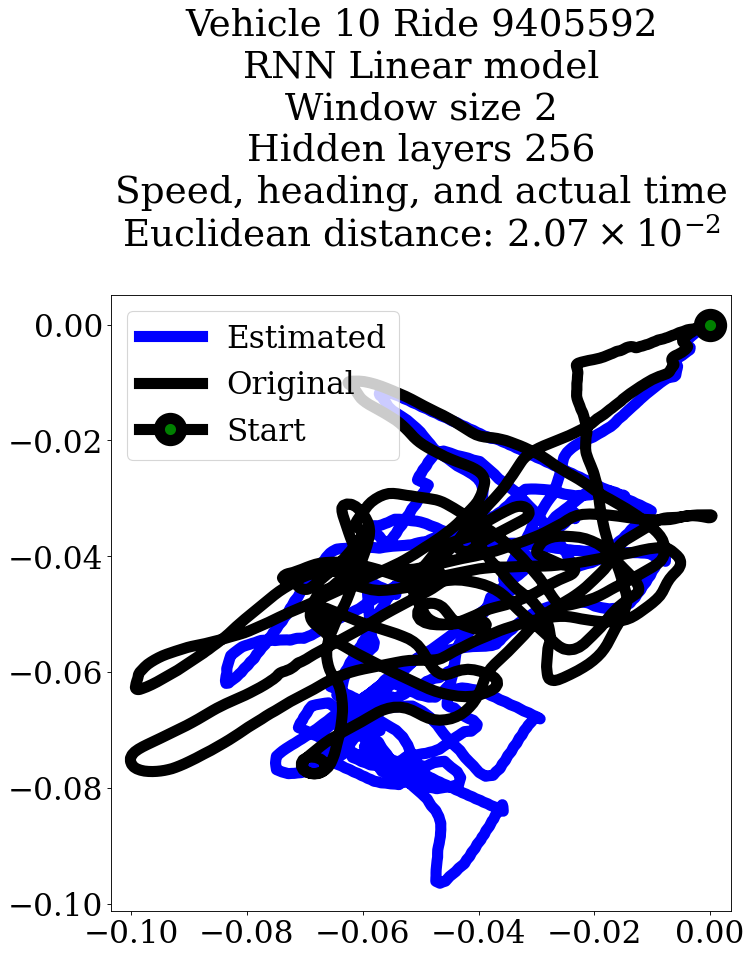 Vehicle 10 Ride 9405592
RNN Linear model
Window size 2
Hidden layers 256
Speed, heading, and actual time
Euclidean distance: 2.07 × 10⁻²
Estimated
Original
Start
0.00
−0.02
−0.04
−0.06
−0.08
−0.10
−0.10 −0.08 −0.06 −0.04 −0.02 0.00